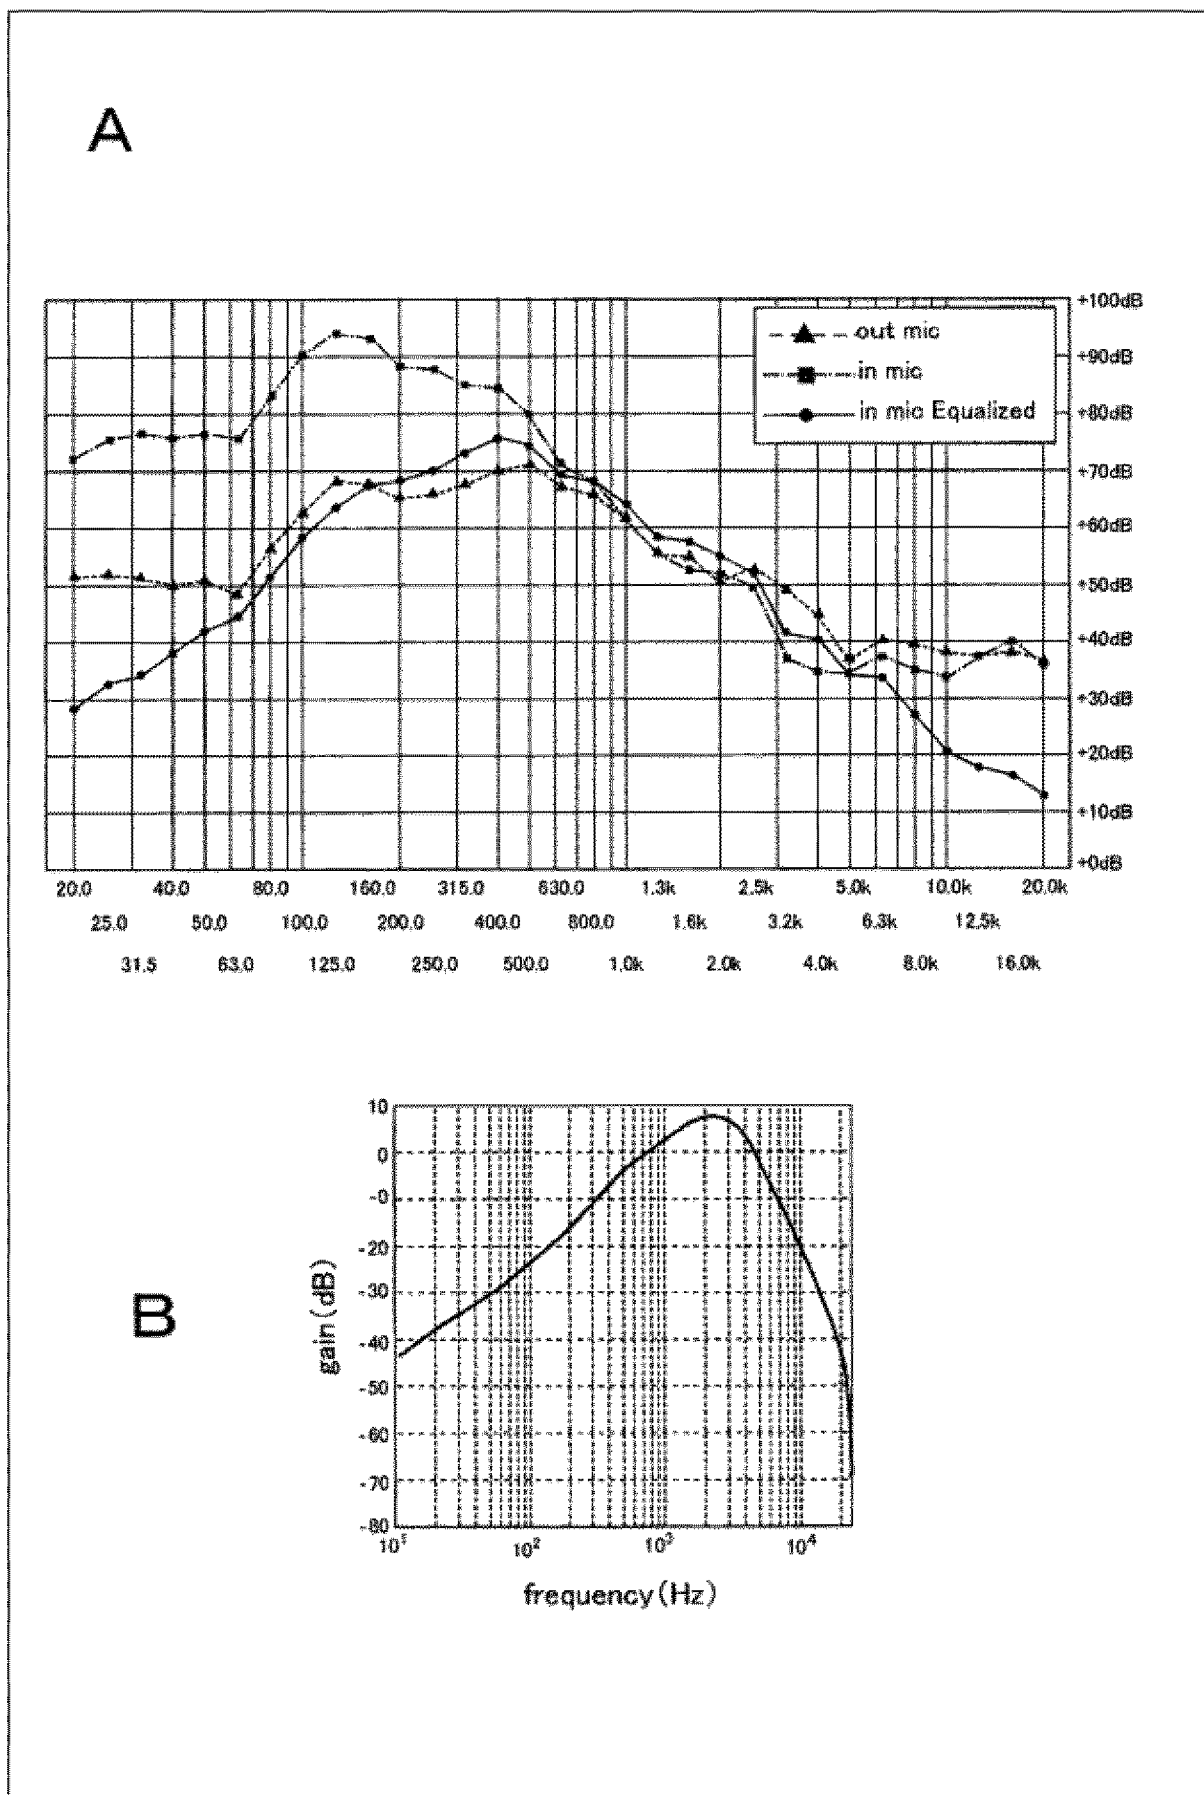 A
+100dB
+90dB
+80dB
+70dB
+60dB
+50dB
+40dB
+30dB
+20dB
+10dB
+0dB
out mic
in mic
in mic Equalized
20.0 40.0 80.0 160.0 315.0 630.0 1.3k 2.5k 5.0k 10.0k 20.0k
25.0 50.0 100.0 200.0 400.0 800.0 1.6k 3.2k 6.3k 12.5k
31.5 63.0 125.0 250.0 500.0 1.0k 2.0k 4.0k 8.0k 16.0k
B
gain(dB)
10
0
-0
-20
-30
-40
-50
-60
-70
-80
10¹ 10² 10³ 10⁴
frequency(Hz)